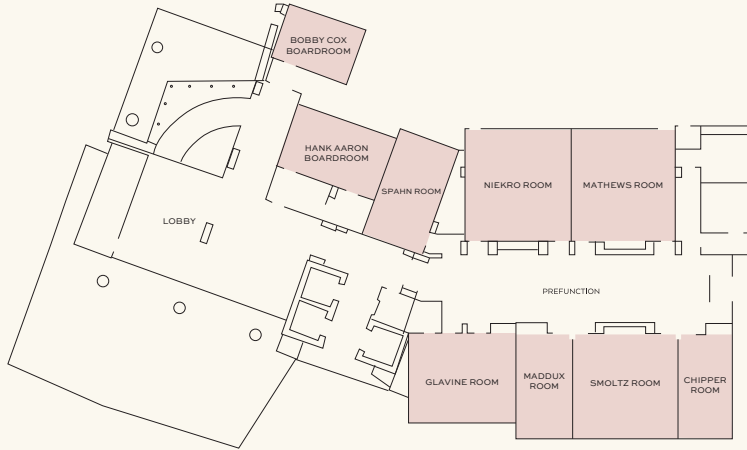 BOBBY COX
BOARDROOM
HANK AARON
BOARDROOM
SPAHN ROOM
NIEKRO ROOM
MATHEWS ROOM
LOBBY
PREFUNCTION
GLAVINE ROOM
MADDUX
ROOM
SMOLTZ ROOM
CHIPPER
ROOM